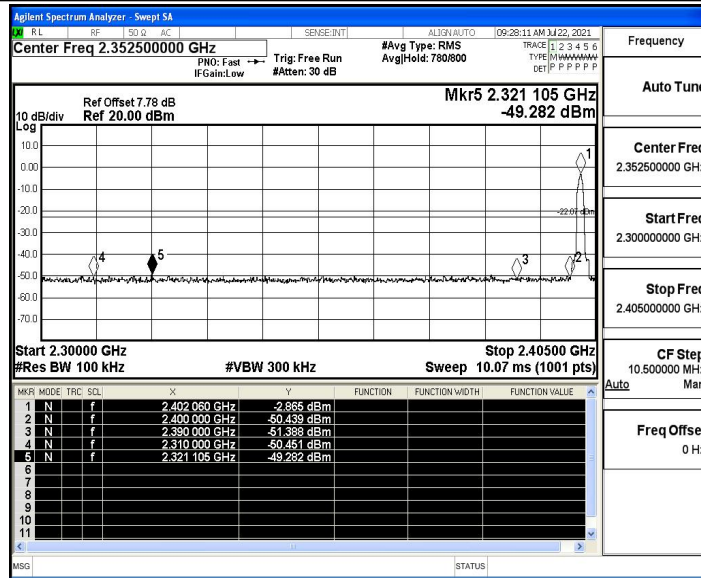 Agilent Spectrum Analyzer - Swept SA
RL RF 50 Ω AC SENSE:INT ALIGN AUTO 09:28:11 AM Jul 22, 2021
Center Freq 2.352500000 GHz #Avg Type: RMS TRACE 1 2 3 4 5 6
PNO: Fast Trig: Free Run Avg|Hold: 780/800 TYPE M
IFGain:Low #Atten: 30 dB DET P P P P P P
Mkr5 2.321 105 GHz
-49.282 dBm
Ref Offset 7.78 dB
10 dB/div Ref 20.00 dBm
Log
10.0
0.00
-10.0
-20.0
-30.0
-40.0
-50.0
-60.0
-70.0
1
-22.07 dBm
4 5 3 2
Start 2.30000 GHz Stop 2.40500 GHz
#Res BW 100 kHz #VBW 300 kHz Sweep 10.07 ms (1001 pts)
MKR MODE TRC SCL X Y FUNCTION FUNCTION WIDTH FUNCTION VALUE
1 N f 2.402 060 GHz -2.865 dBm
2 N f 2.400 000 GHz -50.439 dBm
3 N f 2.390 000 GHz -51.388 dBm
4 N f 2.310 000 GHz -50.451 dBm
5 N f 2.321 105 GHz -49.282 dBm
6
7
8
9
10
11
MSG STATUS
Frequency
Auto Tune
Center Freq
2.352500000 GHz
Start Freq
2.300000000 GHz
Stop Freq
2.405000000 GHz
CF Step
10.500000 MHz
Auto Man
Freq Offset
0 Hz